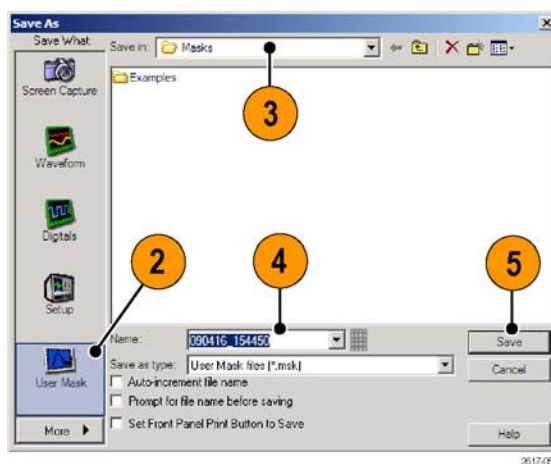 Save As
Save What:
Save in: Masks
Screen Capture
Waveform
Digitals
Setup
User Mask
More
Examples
3
2
4
5
Name: 090416_154450
Save as type: User Mask files (*.msk)
Auto-increment file name
Prompt for file name before saving
Set Front Panel Print Button to Save
Save
Cancel
Help